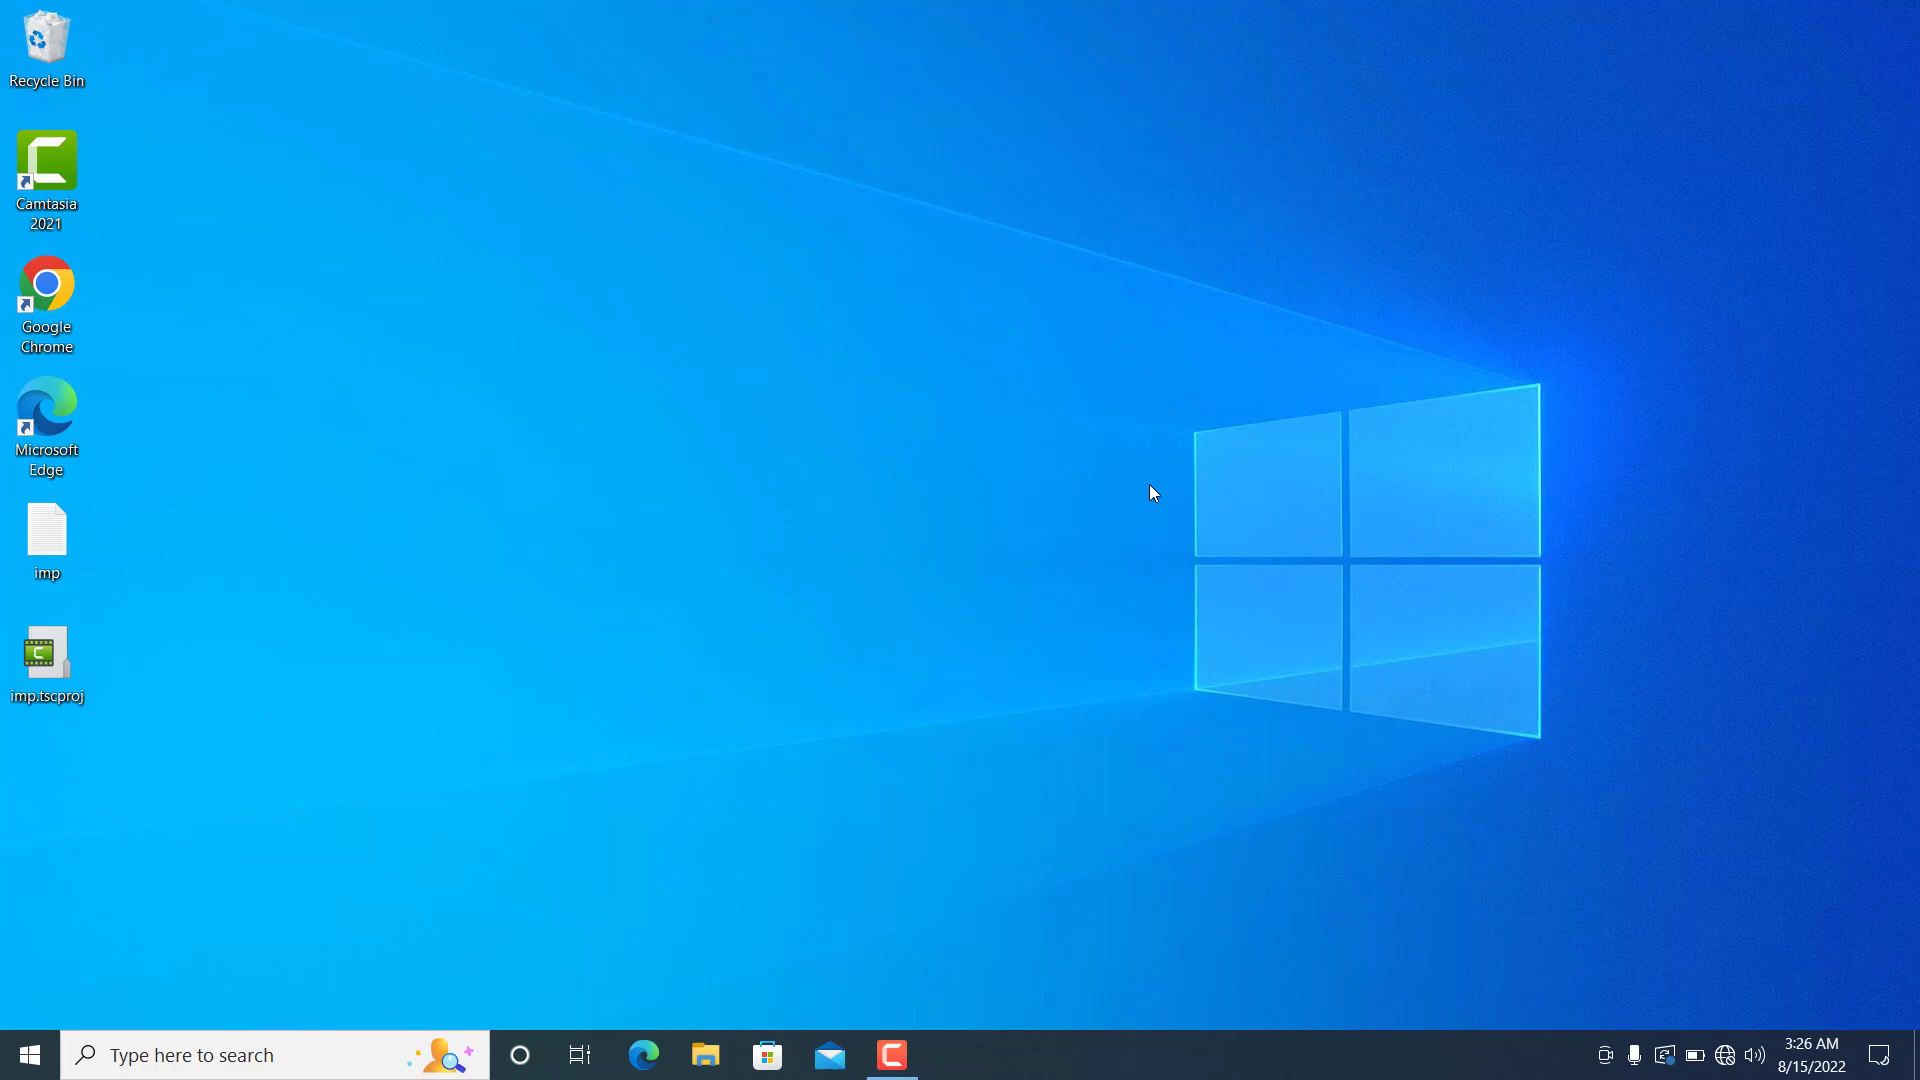 Recycle Bin
Camtasia
2021
Google
Chrome
Microsoft
Edge
imp
imp.tscproj
Type here to search
3:26 AM
8/15/2022